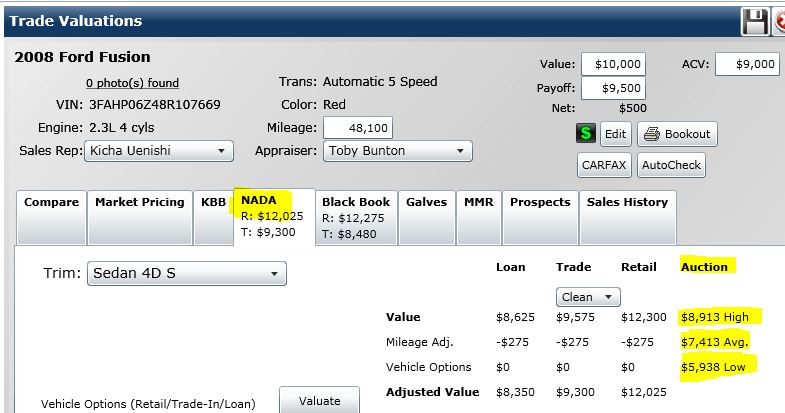 Trade Valuations
2008 Ford Fusion
0 photo(s) found
VIN: 3FAHP06Z48R107669
Engine: 2.3L 4 cyls
Sales Rep: Kicha Uenishi
Trans: Automatic 5 Speed
Color: Red
Mileage: 48,100
Appraiser: Toby Bunton
Value: $10,000 ACV: $9,000
Payoff: $9,500
Net: $500
$ Edit Bookout
CARFAX AutoCheck
Compare Market Pricing KBB NADA Black Book Galves MMR Prospects Sales History
R: $12,025 R: $12,275
T: $9,300 T: $8,480
Trim: Sedan 4D S
Loan Trade Retail Auction
Clean
Value $8,625 $9,575 $12,300 $8,913 High
Mileage Adj. -$275 -$275 -$275 $7,413 Avg.
Vehicle Options $0 $0 $0 $5,938 Low
Adjusted Value $8,350 $9,300 $12,025
Vehicle Options (Retail/Trade-In/Loan) Valuate